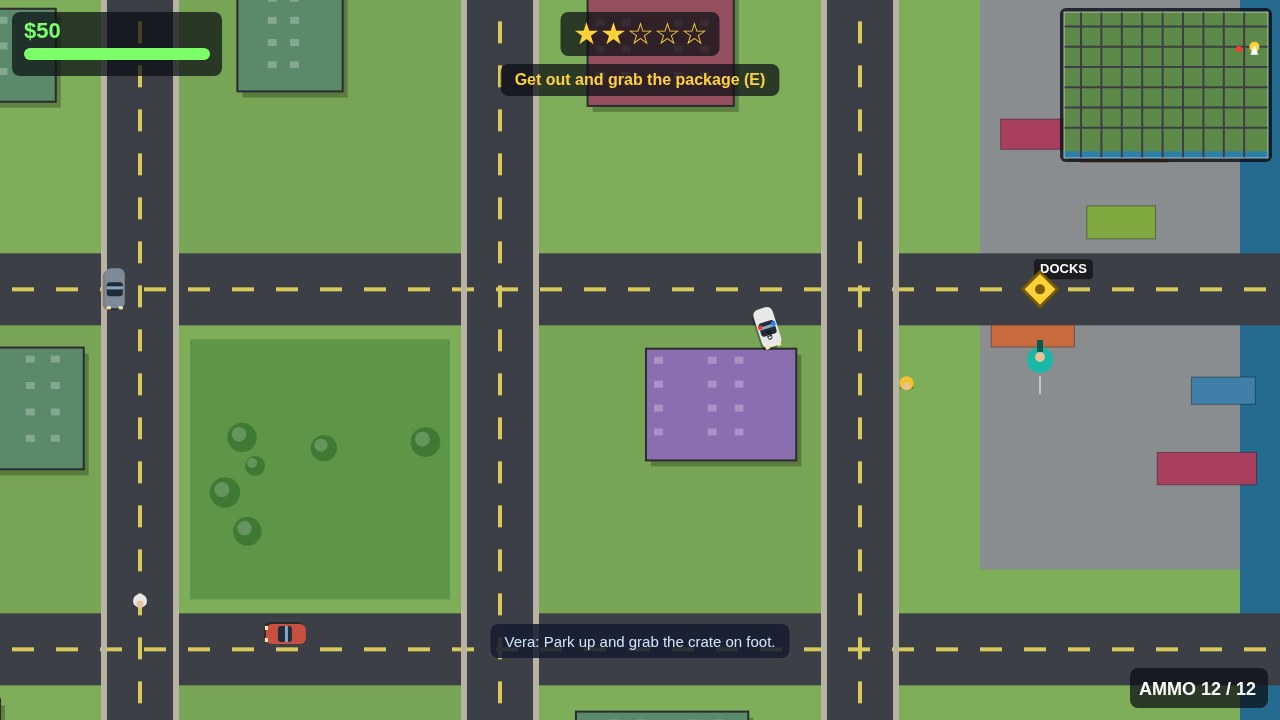 $50
★★☆☆☆
Get out and grab the package (E)
DOCKS
Vera: Park up and grab the crate on foot.
AMMO 12 / 12